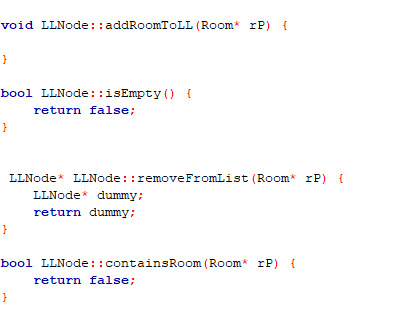 void LLNode::addRoomToLL(Room* rP) {
}
bool LLNode::isEmpty() {
    return false;
}
LLNode* LLNode::removeFromList(Room* rP) {
    LLNode* dummy;
    return dummy;
}
bool LLNode::containsRoom(Room* rP) {
    return false;
}